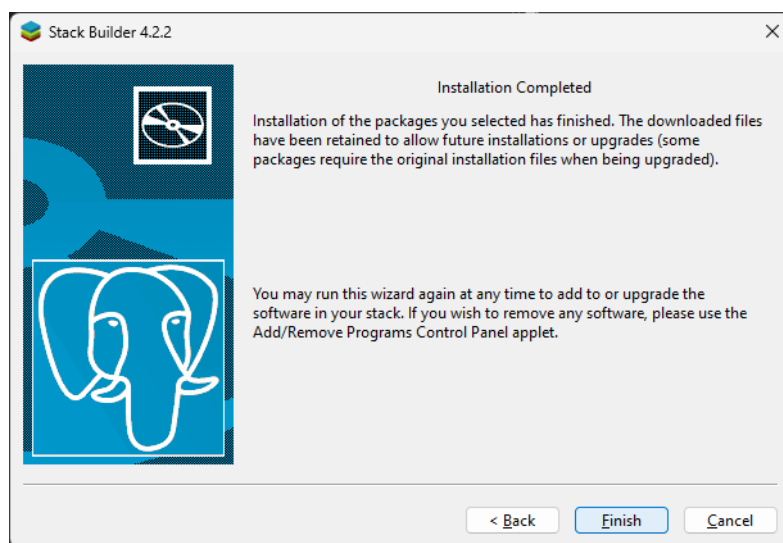 Stack Builder 4.2.2
Installation Completed
Installation of the packages you selected has finished. The downloaded files
have been retained to allow future installations or upgrades (some
packages require the original installation files when being upgraded).
You may run this wizard again at any time to add to or upgrade the
software in your stack. If you wish to remove any software, please use the
Add/Remove Programs Control Panel applet.
< Back
Finish
Cancel